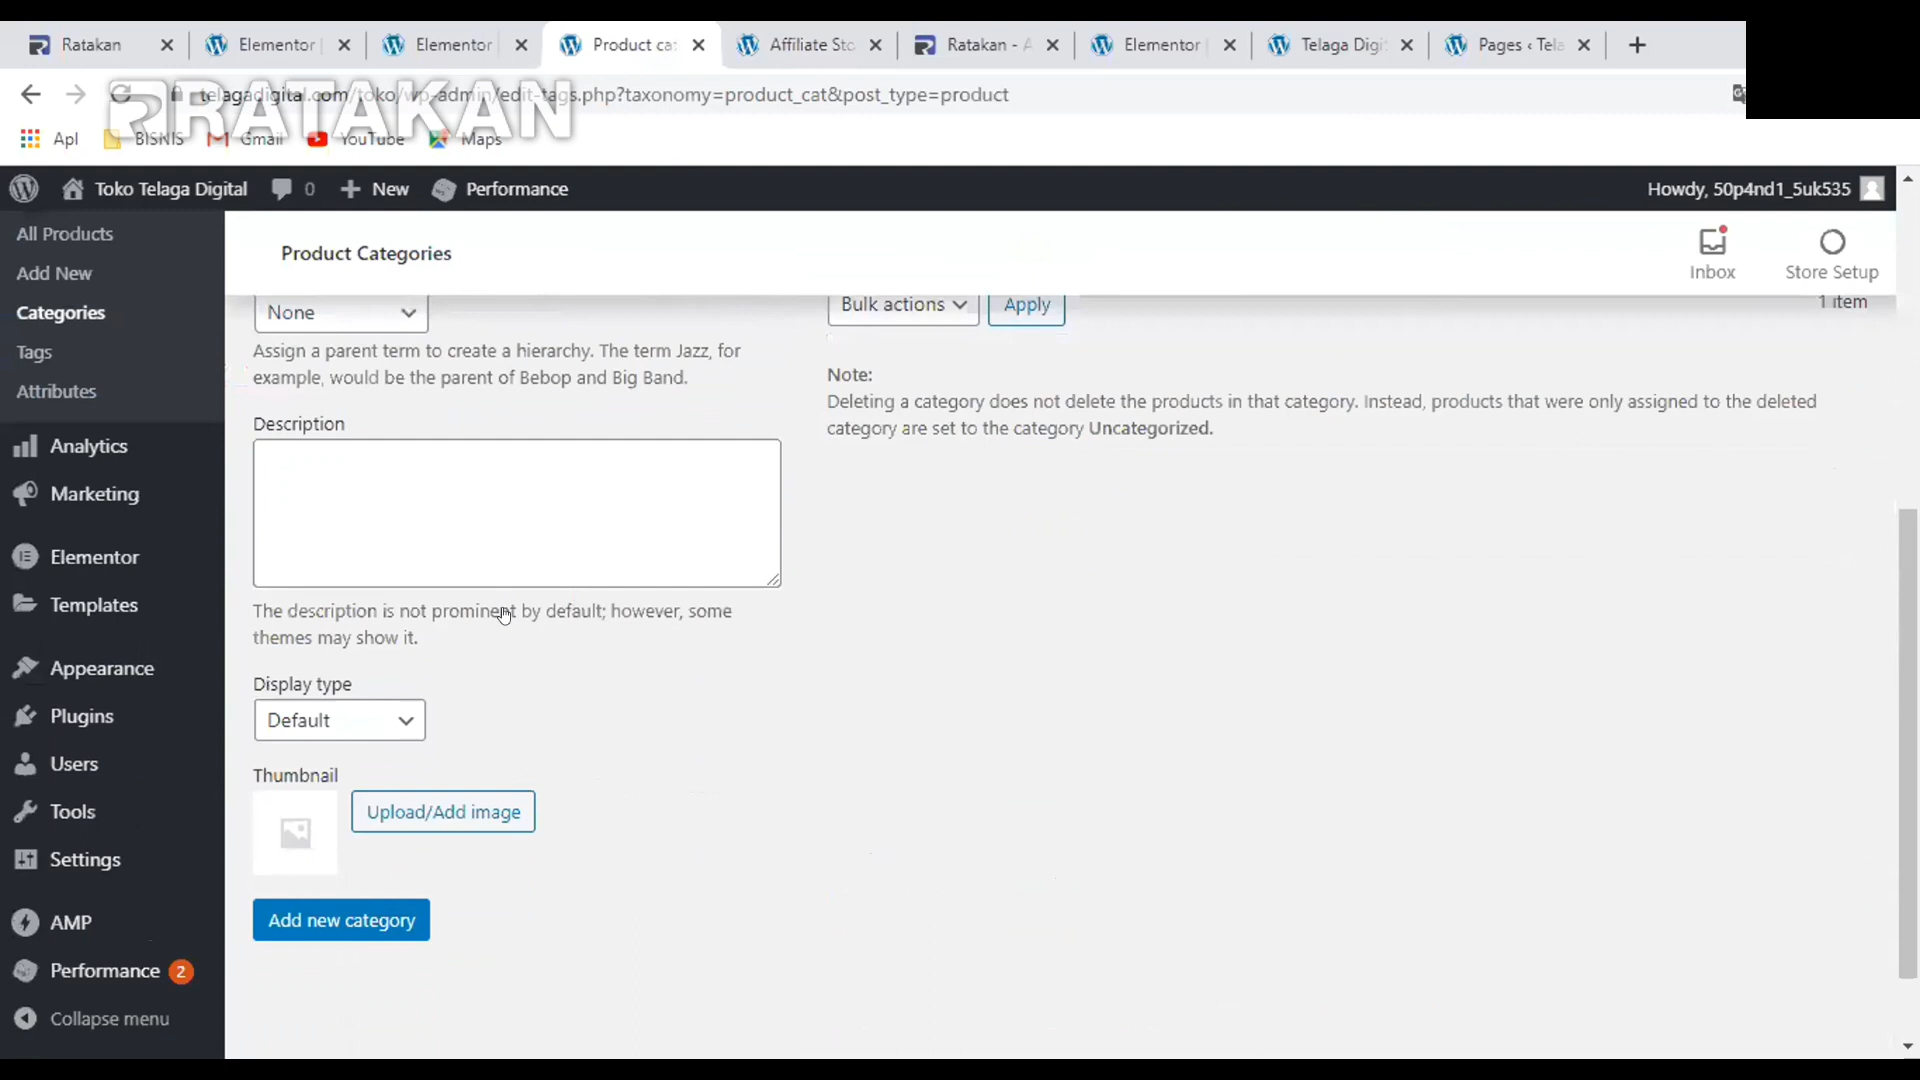 Ratakan
Elementor
Elementor
Product ca
Affiliate Sto
Ratakan - A
Elementor
Telaga Digi
Pages ‹ Tela
telagadigital.com/toko/wp-admin/edit-tags.php?taxonomy=product_cat&post_type=product
RATAKAN
Apl
BISNIS
Gmail
YouTube
Maps
Toko Telaga Digital
0
New
Performance
Howdy, 50p4nd1_5uk535
All Products
Add New
Categories
Tags
Attributes
Analytics
Marketing
Elementor
Templates
Appearance
Plugins
Users
Tools
Settings
AMP
Performance 2
Collapse menu
Product Categories
Inbox
Store Setup
None
Assign a parent term to create a hierarchy. The term Jazz, for
example, would be the parent of Bebop and Big Band.
Description
The description is not prominent by default; however, some
themes may show it.
Display type
Default
Thumbnail
Upload/Add image
Add new category
Bulk actions
Apply
1 item
Note:
Deleting a category does not delete the products in that category. Instead, products that were only assigned to the deleted
category are set to the category Uncategorized.